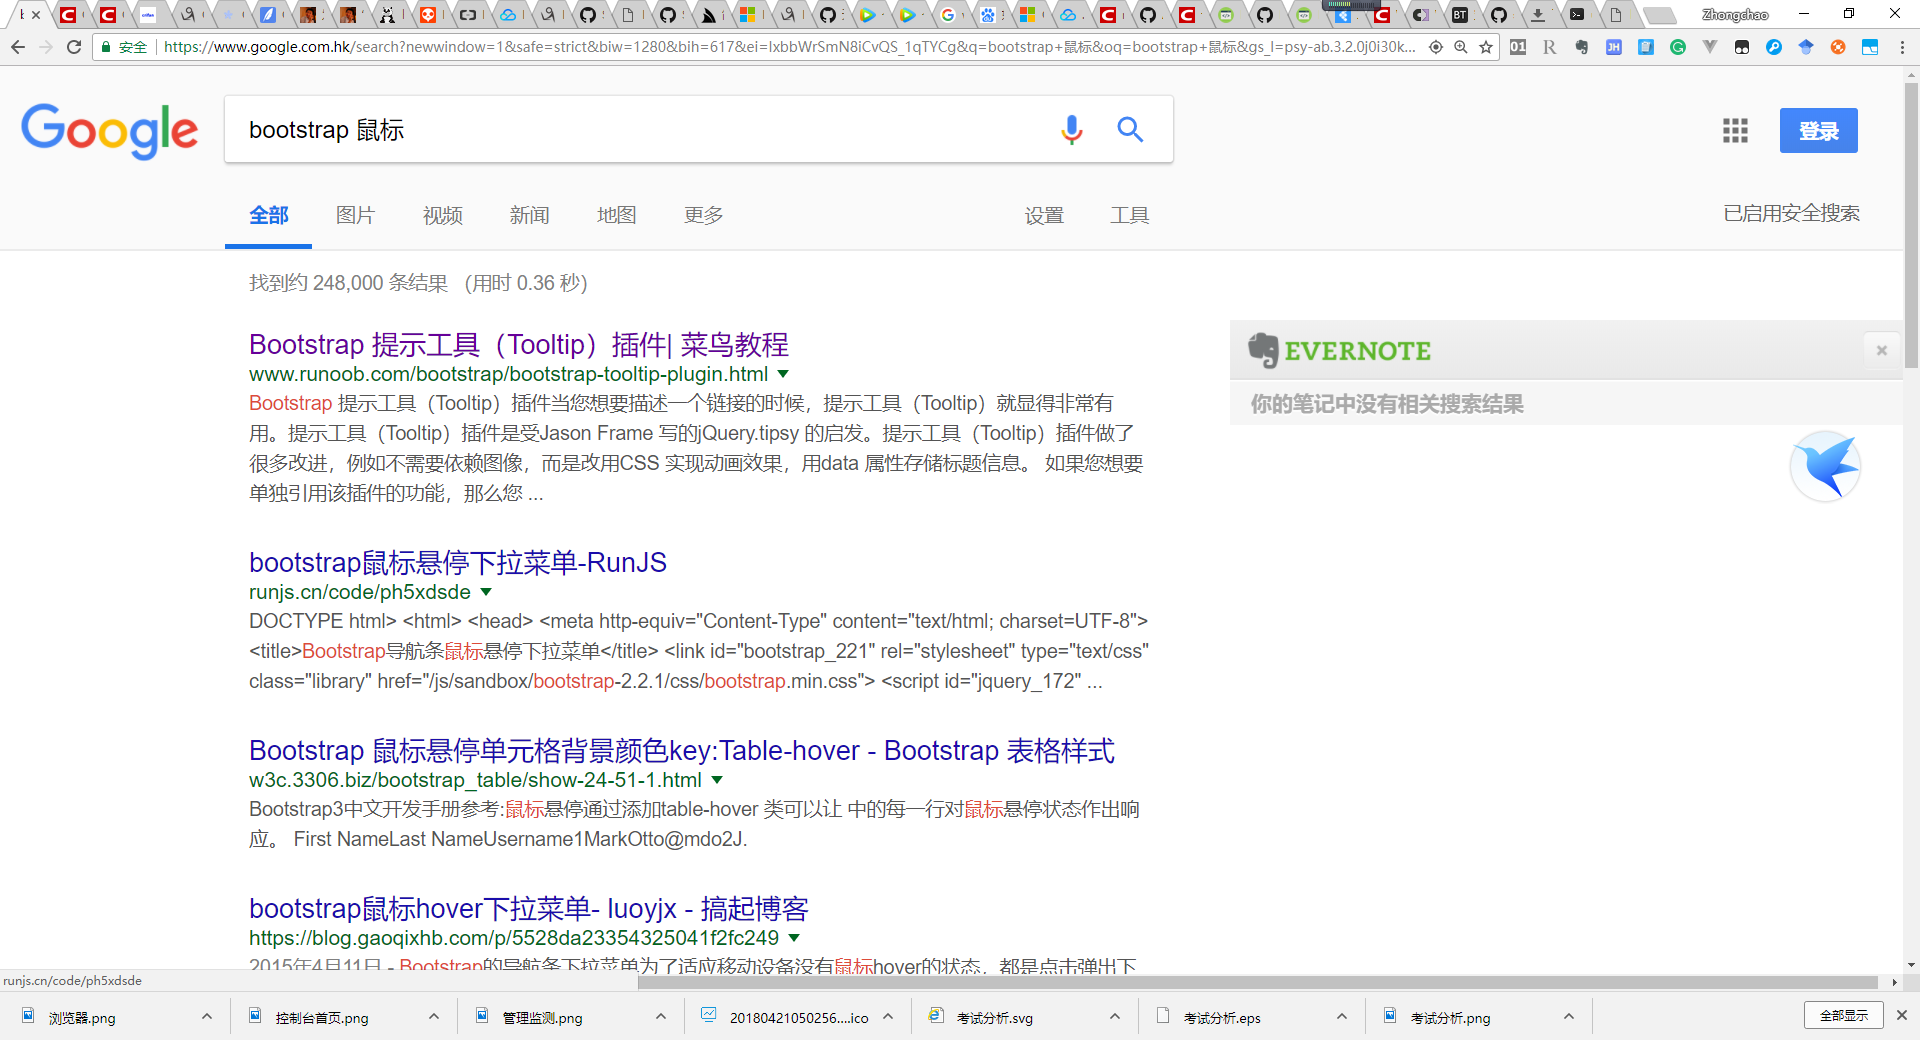 Zhongchao
安全 https://www.google.com.hk/search?newwindow=1&safe=strict&biw=1280&bih=617&ei=IxbbWrSmN8iCvQS_1qTYCg&q=bootstrap+鼠标&oq=bootstrap+鼠标&gs_l=psy-ab.3.2.0j0i30k...
Google
bootstrap 鼠标
登录
全部 图片 视频 新闻 地图 更多 设置 工具
已启用安全搜索
找到约 248,000 条结果 （用时 0.36 秒）
Bootstrap 提示工具（Tooltip）插件| 菜鸟教程
www.runoob.com/bootstrap/bootstrap-tooltip-plugin.html
Bootstrap 提示工具（Tooltip）插件当您想要描述一个链接的时候，提示工具（Tooltip）就显得非常有
用。提示工具（Tooltip）插件是受Jason Frame 写的jQuery.tipsy 的启发。提示工具（Tooltip）插件做了
很多改进，例如不需要依赖图像，而是改用CSS 实现动画效果，用data 属性存储标题信息。 如果您想要
单独引用该插件的功能，那么您 ...
EVERNOTE
你的笔记中没有相关搜索结果
bootstrap鼠标悬停下拉菜单-RunJS
runjs.cn/code/ph5xdsde
DOCTYPE html> <html> <head> <meta http-equiv="Content-Type" content="text/html; charset=UTF-8">
<title>Bootstrap导航条鼠标悬停下拉菜单</title> <link id="bootstrap_221" rel="stylesheet" type="text/css"
class="library" href="/js/sandbox/bootstrap-2.2.1/css/bootstrap.min.css"> <script id="jquery_172" ...
Bootstrap 鼠标悬停单元格背景颜色key:Table-hover - Bootstrap 表格样式
w3c.3306.biz/bootstrap_table/show-24-51-1.html
Bootstrap3中文开发手册参考:鼠标悬停通过添加table-hover 类可以让 中的每一行对鼠标悬停状态作出响
应。 First NameLast NameUsername1MarkOtto@mdo2J.
bootstrap鼠标hover下拉菜单- luoyjx - 搞起博客
https://blog.gaoqixhb.com/p/5528da23354325041f2fc249
2015年4月11日 - Bootstrap的导航条下拉菜单为了适应移动设备没有鼠标hover的状态，都是点击弹出下
runjs.cn/code/ph5xdsde
浏览器.png 控制台首页.png 管理监测.png 20180421050256....ico 考试分析.svg 考试分析.eps 考试分析.png 全部显示